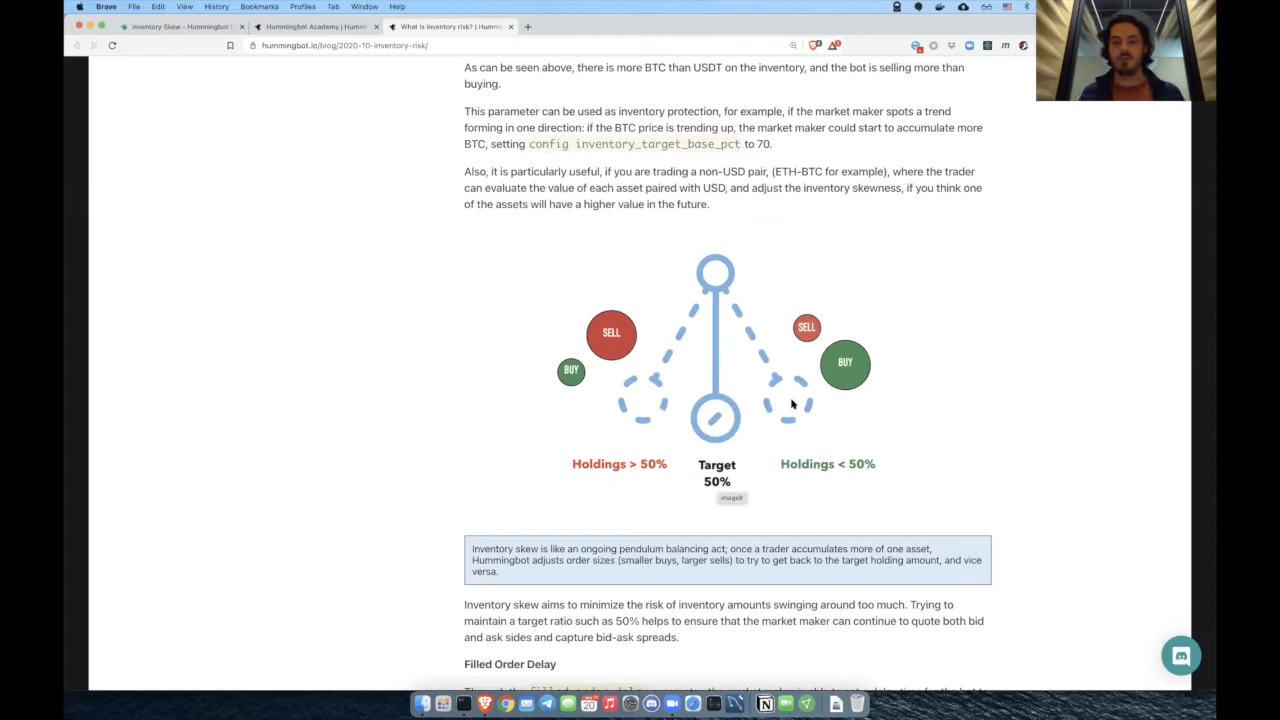 Brave File Edit View History Bookmarks Profiles Tab Window Help
inventory Skew - Hummingbot
Hummingbot Academy | Hummi
What is inventory risk? | Hummi
hummingbot.io/blog/2020-10-inventory-risk/
As can be seen above, there is more BTC than USDT on the inventory, and the bot is selling more than
buying.
This parameter can be used as inventory protection, for example, if the market maker spots a trend
forming in one direction: if the BTC price is trending up, the market maker could start to accumulate more
BTC, setting config inventory_target_base_pct to 70.
Also, it is particularly useful, if you are trading a non-USD pair, (ETH-BTC for example), where the trader
can evaluate the value of each asset paired with USD, and adjust the inventory skewness, if you think one
of the assets will have a higher value in the future.
SELL
BUY
SELL
BUY
Holdings > 50%
Target
50%
Holdings < 50%
image9
Inventory skew is like an ongoing pendulum balancing act; once a trader accumulates more of one asset,
Hummingbot adjusts order sizes (smaller buys, larger sells) to try to get back to the target holding amount, and vice
versa.
Inventory skew aims to minimize the risk of inventory amounts swinging around too much. Trying to
maintain a target ratio such as 50% helps to ensure that the market maker can continue to quote both bid
and ask sides and capture bid-ask spreads.
Filled Order Delay